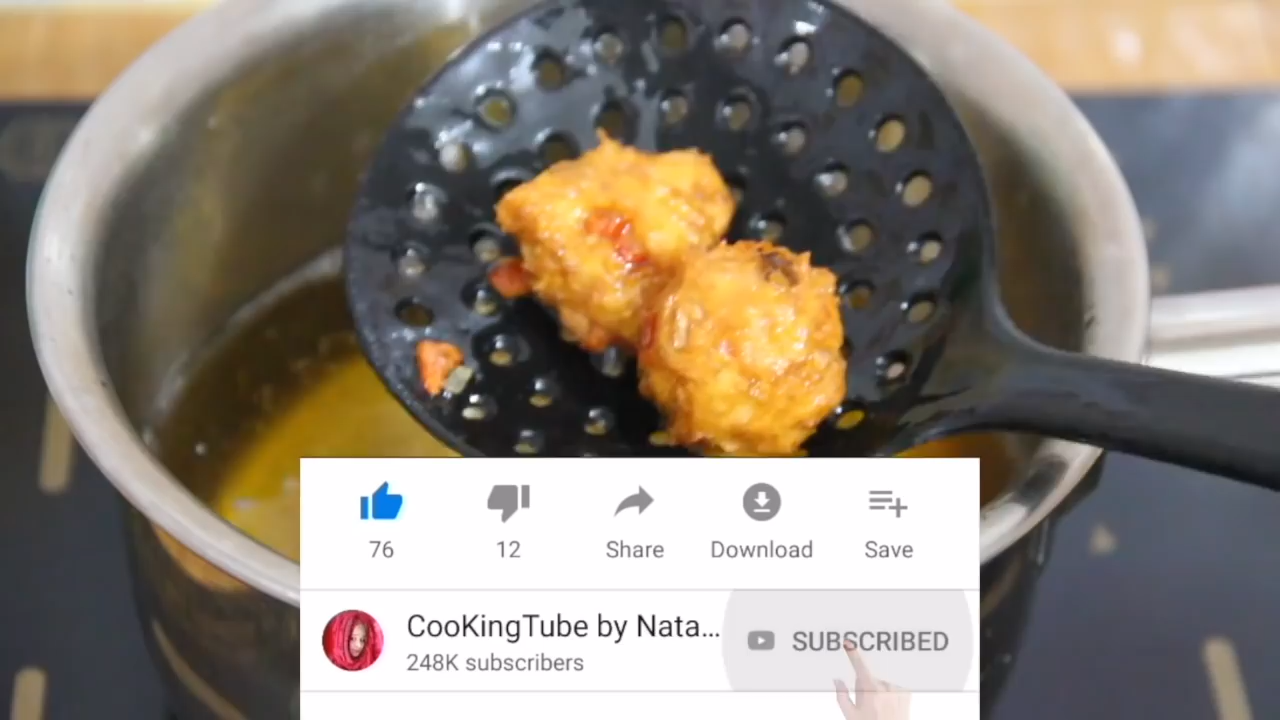 76
12
Share
Download
Save
CooKingTube by Nata...
248K subscribers
SUBSCRIBED